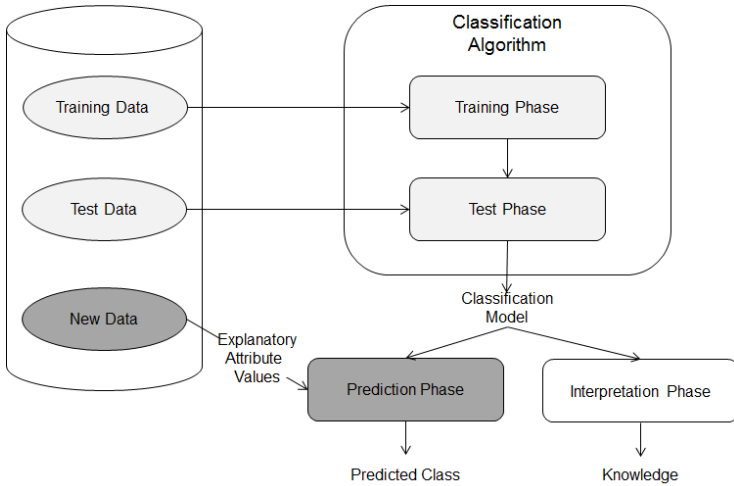 Classification
Algorithm
Training Data
Training Phase
Test Data
Test Phase
New Data
Classification
Model
Explanatory
Attribute
Values
Prediction Phase
Interpretation Phase
Predicted Class
Knowledge